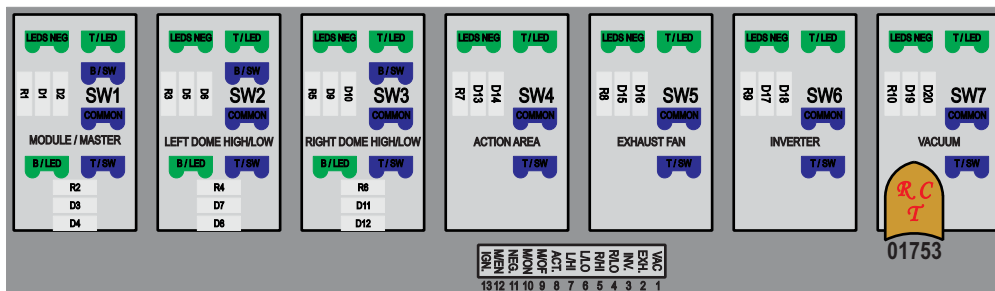 LEDS NEG T / LED
B / SW
R1 D1 D2 SW1
COMMON
MODULE / MASTER
B / LED T / SW
R2
D3
D4
LEDS NEG T / LED
B / SW
R3 D5 D6 SW2
COMMON
LEFT DOME HIGH/LOW
B / LED T / SW
R4
D7
D8
LEDS NEG T / LED
B / SW
R5 D9 D10 SW3
COMMON
RIGHT DOME HIGH/LOW
B / LED T / SW
R6
D11
D12
LEDS NEG T / LED
R7 D13 D14 SW4
COMMON
ACTION AREA
T / SW
LEDS NEG T / LED
R8 D15 D16 SW5
COMMON
EXHAUST FAN
T / SW
LEDS NEG T / LED
R9 D17 D18 SW6
COMMON
INVERTER
T / SW
LEDS NEG T / LED
R10 D19 D20 SW7
COMMON
VACUUM
T / SW
R C
T
01753
IGN. M/EN NEG. M/ON M/OF ACT. L/HI L/LO R/HI R/LO INV. EXH. VAC
13 12 11 10 9 8 7 6 5 4 3 2 1